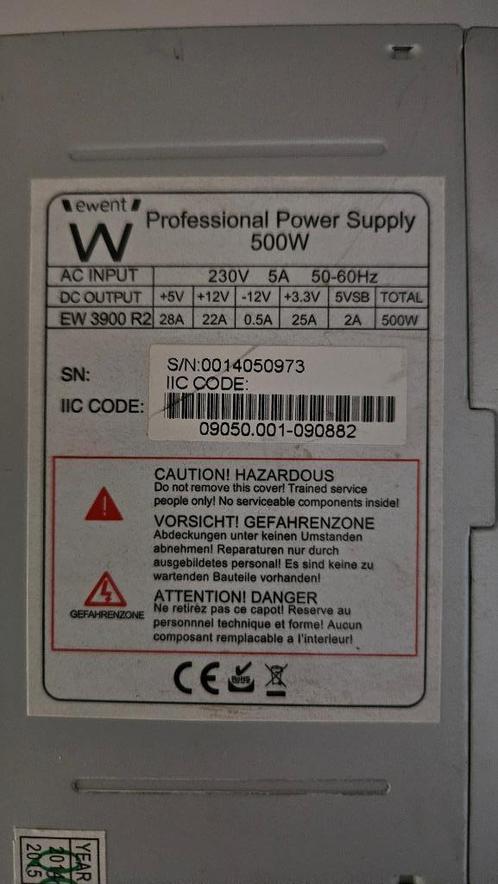 ewent
Professional Power Supply
500W
AC INPUT 230V 5A 50-60Hz
DC OUTPUT +5V +12V -12V +3.3V 5VSB TOTAL
EW 3900 R2 28A 22A 0.5A 25A 2A 500W
SN:
S/N:0014050973
IIC CODE:
IIC CODE:
09050.001-090882
CAUTION! HAZARDOUS
Do not remove this cover! Trained service
people only! No serviceable components inside!
VORSICHT! GEFAHRENZONE
Abdeckungen unter keinen Umstanden
abnehmen! Reparaturen nur durch
ausgebildetes personal! Es sind keine zu
wartenden Bauteile vorhanden!
GEFAHRENZONE
ATTENTION! DANGER
Ne retirèz pas ce capot! Reserve au
personnnel technique et forme! Aucun
composant remplacable a l'interieur!
CE RoHS
YEAR
2014
2015